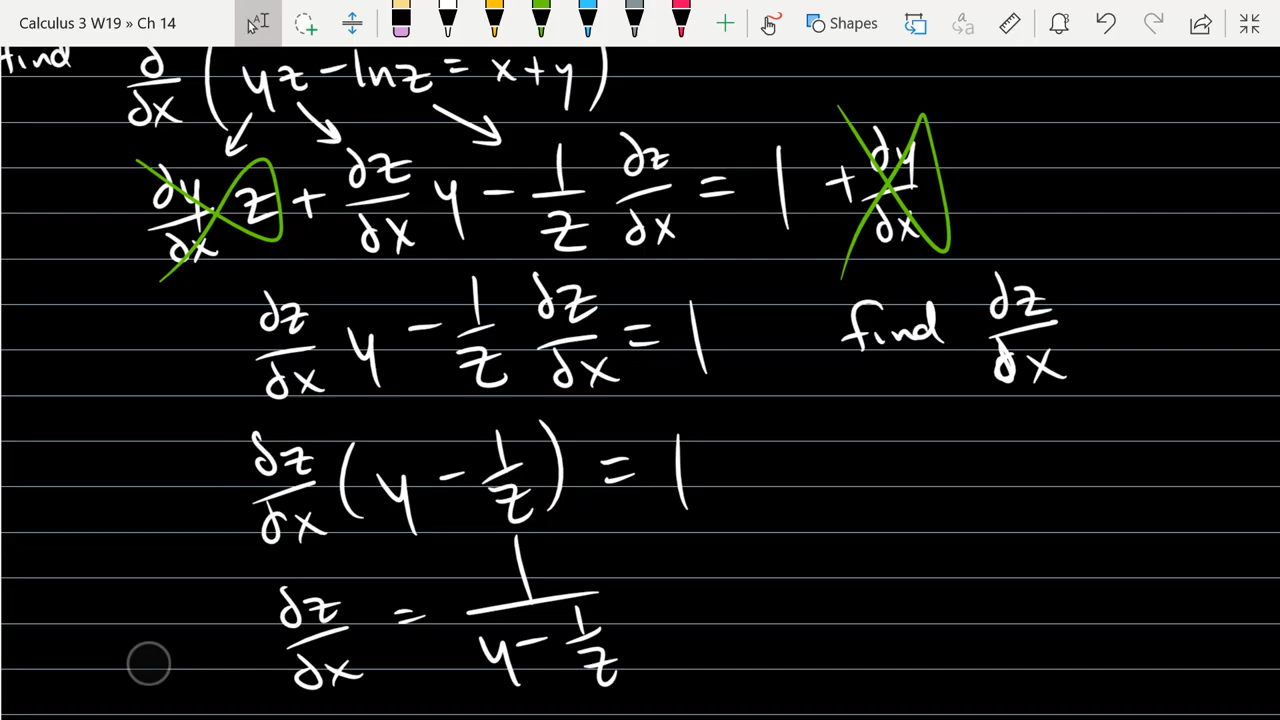 Calculus 3 W19 » Ch 14
Shapes
find ∂/∂x ( yz − ln z = x + y )
∂y/∂x z + ∂z/∂x y − 1/z ∂z/∂x = 1 + ∂y/∂x
∂z/∂x y − 1/z ∂z/∂x = 1 find ∂z/∂x
∂z/∂x ( y − 1/z ) = 1
∂z/∂x = 1/(y − 1/z)